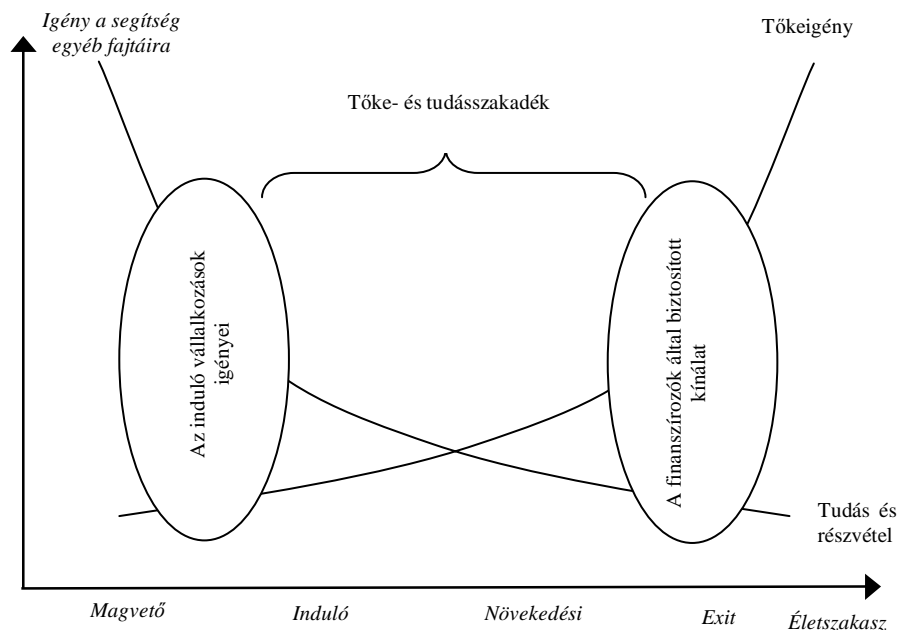 Igény a segítség
egyéb fajtáira
Tőkeigény
Tőke- és tudásszakadék
Az induló vállalkozások
igényei
A finanszírozók által biztosított
kínálat
Tudás és
részvétel
Magvető
Induló
Növekedési
Exit
Életszakasz